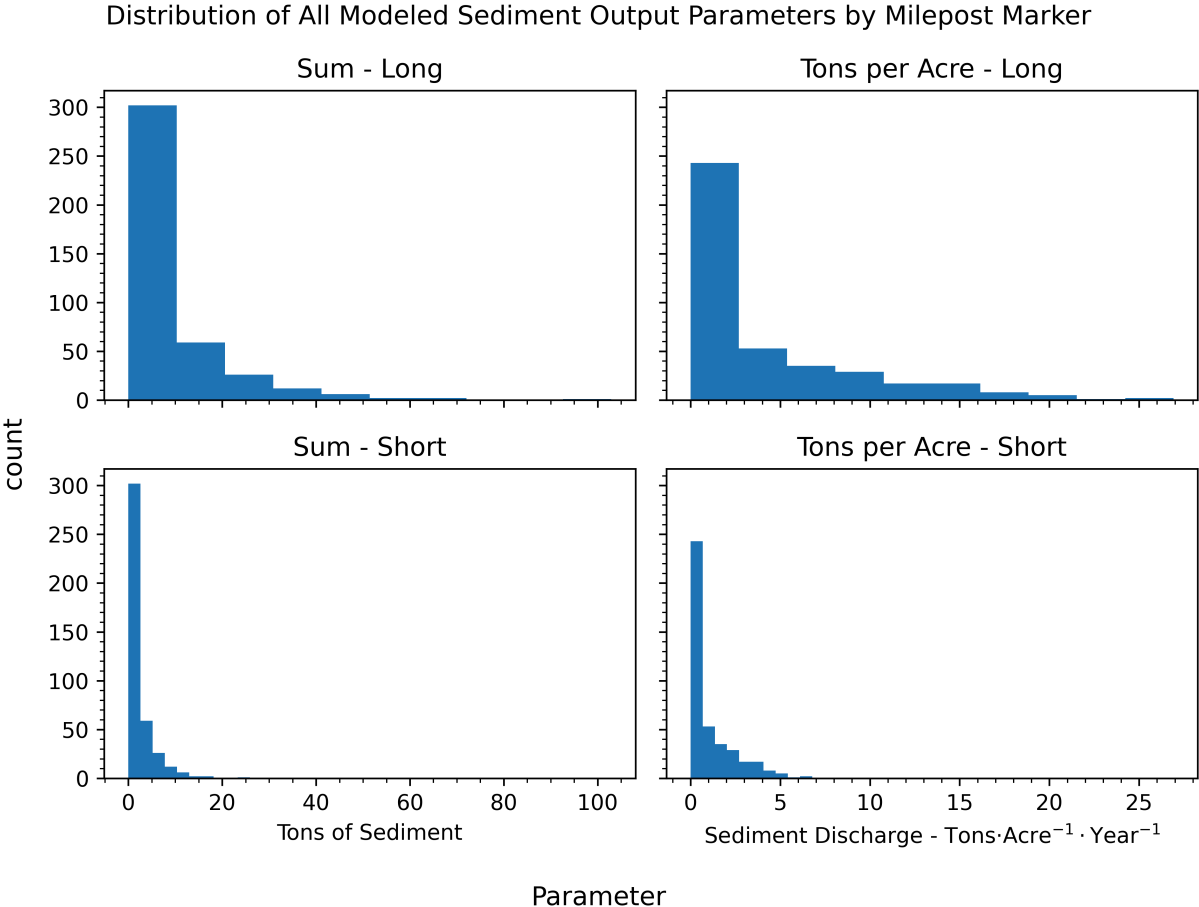 Distribution of All Modeled Sediment Output Parameters by Milepost Marker
Sum - Long
Tons per Acre - Long
300
250
200
150
100
50
0
Sum - Short
Tons per Acre - Short
count
300
250
200
150
100
50
0
0 20 40 60 80 100
0 5 10 15 20 25
Tons of Sediment
Sediment Discharge - Tons·Acre⁻¹ · Year⁻¹
Parameter